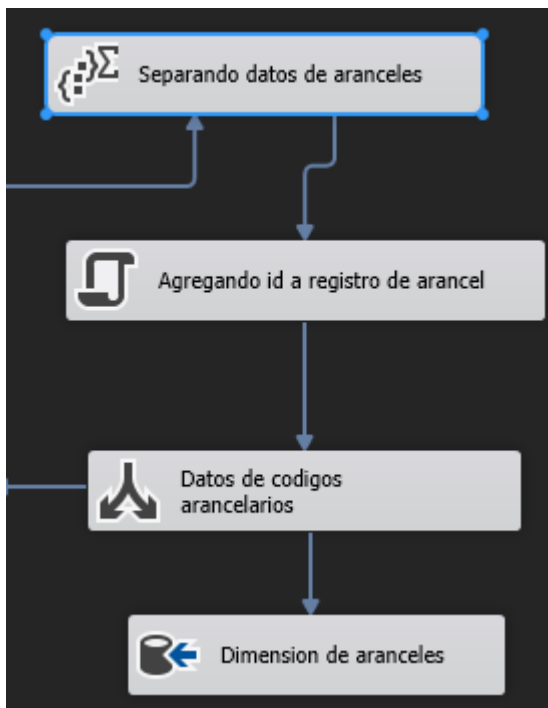 Separando datos de aranceles
Agregando id a registro de arancel
Datos de codigos
arancelarios
Dimension de aranceles